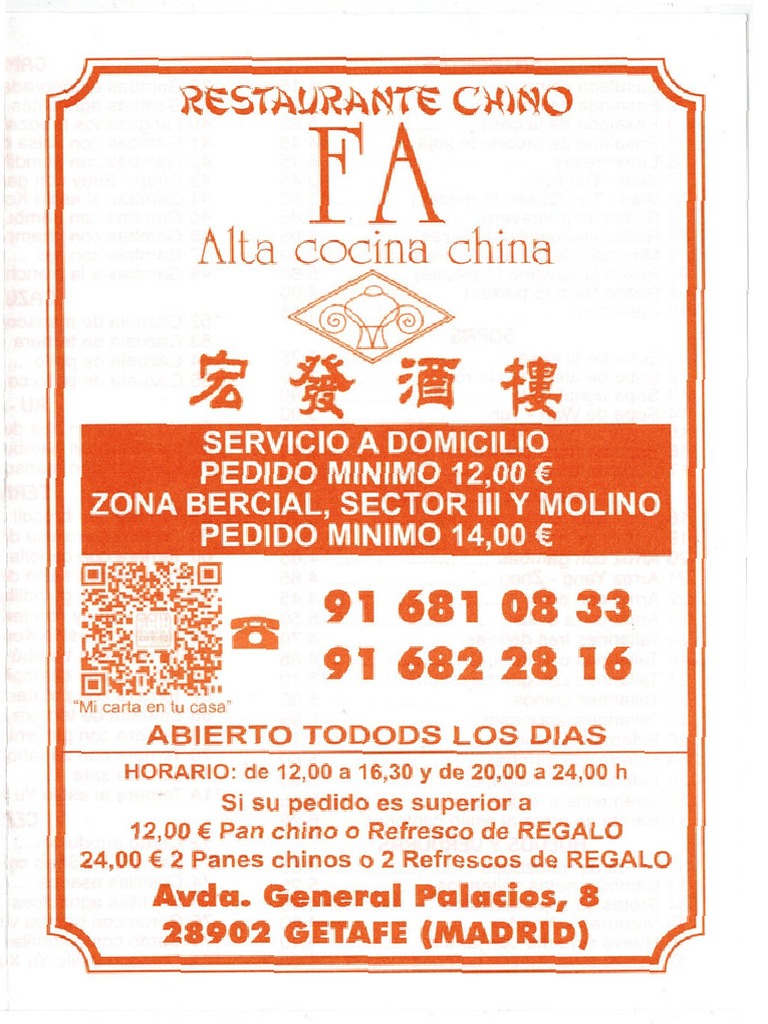 RESTAURANTE CHINO
FA
Alta cocina china
宏發酒樓
SERVICIO A DOMICILIO
PEDIDO MINIMO 12,00 €
ZONA BERCIAL, SECTOR III Y MOLINO
PEDIDO MINIMO 14,00 €
91 681 08 33
91 682 28 16
"Mi carta en tu casa"
ABIERTO TODODS LOS DIAS
HORARIO: de 12,00 a 16,30 y de 20,00 a 24,00 h
Si su pedido es superior a
12,00 € Pan chino o Refresco de REGALO
24,00 € 2 Panes chinos o 2 Refrescos de REGALO
Avda. General Palacios, 8
28902 GETAFE (MADRID)